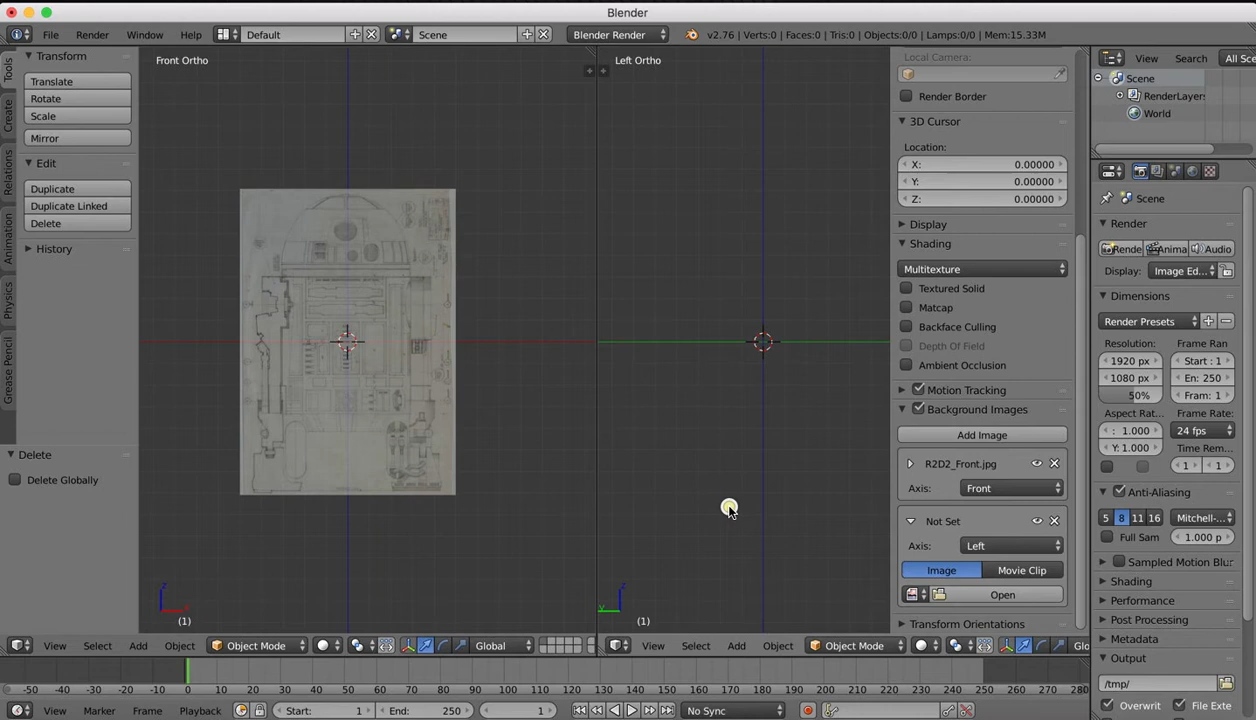 Blender
File Render Window Help Default Scene Blender Render v2.76 | Verts:0 | Faces:0 | Tris:0 | Objects:0/0 | Lamps:0/0 | Mem:15.33M
Tools
Create
Relations
Animation
Physics
Grease Pencil
Transform
Translate
Rotate
Scale
Mirror
Edit
Duplicate
Duplicate Linked
Delete
History
Delete
Delete Globally
Front Ortho
z
(1)
Left Ortho
z
y
(1)
Local Camera:
Render Border
3D Cursor
Location:
X: 0.00000
Y: 0.00000
Z: 0.00000
Display
Shading
Multitexture
Textured Solid
Matcap
Backface Culling
Depth Of Field
Ambient Occlusion
Motion Tracking
Background Images
Add Image
R2D2_Front.jpg
Axis: Front
Not Set
Axis: Left
Image Movie Clip
Open
Transform Orientations
View Search All Sce
Scene
RenderLayer
World
Scene
Render
Rende Anima Audio
Display: Image Ed...
Dimensions
Render Presets
Resolution: Frame Ran
1920 px Start : 1
1080 px En: 250
50% Fram: 1
Aspect Rat... Frame Rate:
: 1.000 24 fps
Y: 1.000 Time Rem...
1 1
Anti-Aliasing
5 8 11 16 Mitchell-...
Full Sam 1.000 p
Sampled Motion Blur
Shading
Performance
Post Processing
Metadata
Output
/tmp/
Overwrit File Exte
View Select Add Object Object Mode Global
View Select Add Object Object Mode Glo
-50 -40 -30 -20 -10 0 10 20 30 40 50 60 70 80 90 100 110 120 130 140 150 160 170 180 190 200 210 220 230 240 250 260 270 280
View Marker Frame Playback Start: 1 End: 250 1 No Sync